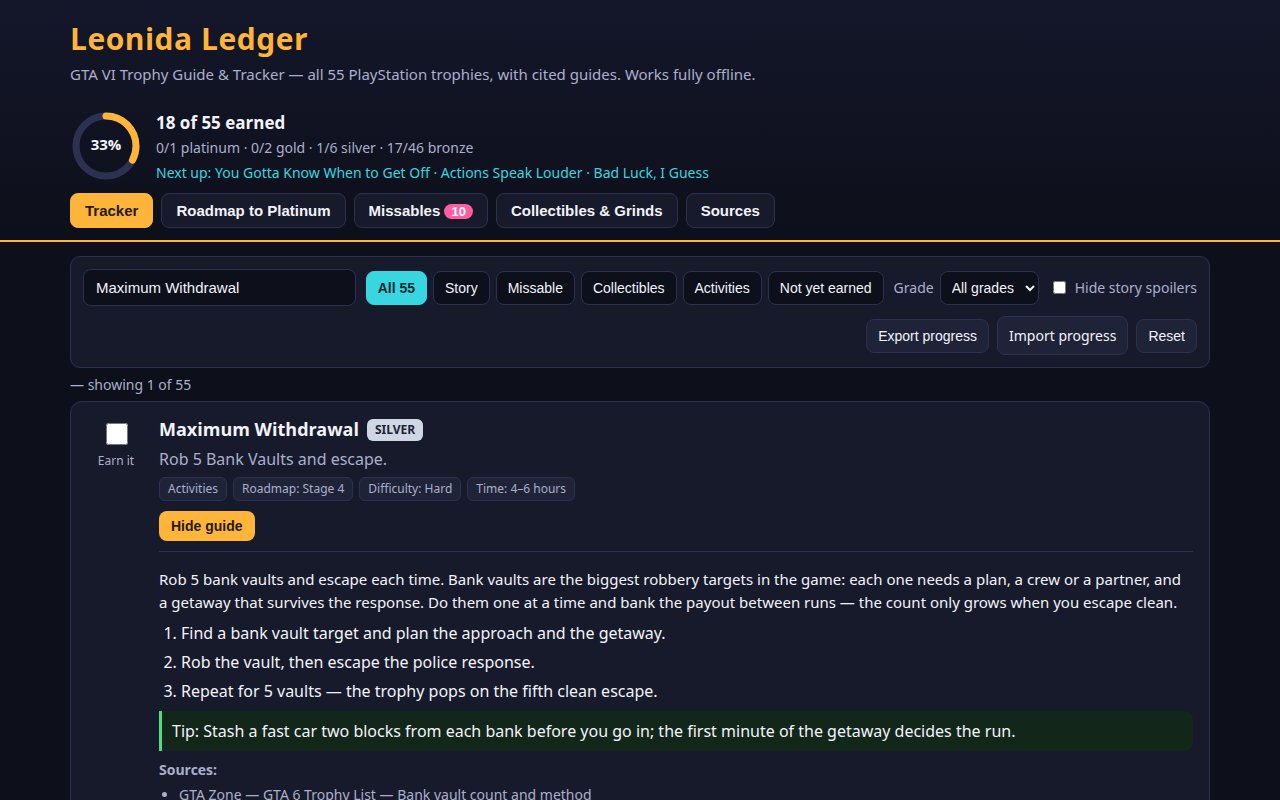 Leonida Ledger
GTA VI Trophy Guide & Tracker — all 55 PlayStation trophies, with cited guides. Works fully offline.
33%
18 of 55 earned
0/1 platinum · 0/2 gold · 1/6 silver · 17/46 bronze
Next up: You Gotta Know When to Get Off · Actions Speak Louder · Bad Luck, I Guess
Tracker
Roadmap to Platinum
Missables 10
Collectibles & Grinds
Sources
Maximum Withdrawal
All 55
Story
Missable
Collectibles
Activities
Not yet earned
Grade
All grades
Hide story spoilers
Export progress
Import progress
Reset
— showing 1 of 55
Maximum Withdrawal SILVER
Earn it
Rob 5 Bank Vaults and escape.
Activities
Roadmap: Stage 4
Difficulty: Hard
Time: 4–6 hours
Hide guide
Rob 5 bank vaults and escape each time. Bank vaults are the biggest robbery targets in the game: each one needs a plan, a crew or a partner, and
a getaway that survives the response. Do them one at a time and bank the payout between runs — the count only grows when you escape clean.
1. Find a bank vault target and plan the approach and the getaway.
2. Rob the vault, then escape the police response.
3. Repeat for 5 vaults — the trophy pops on the fifth clean escape.
Tip: Stash a fast car two blocks from each bank before you go in; the first minute of the getaway decides the run.
Sources:
• GTA Zone — GTA 6 Trophy List — Bank vault count and method